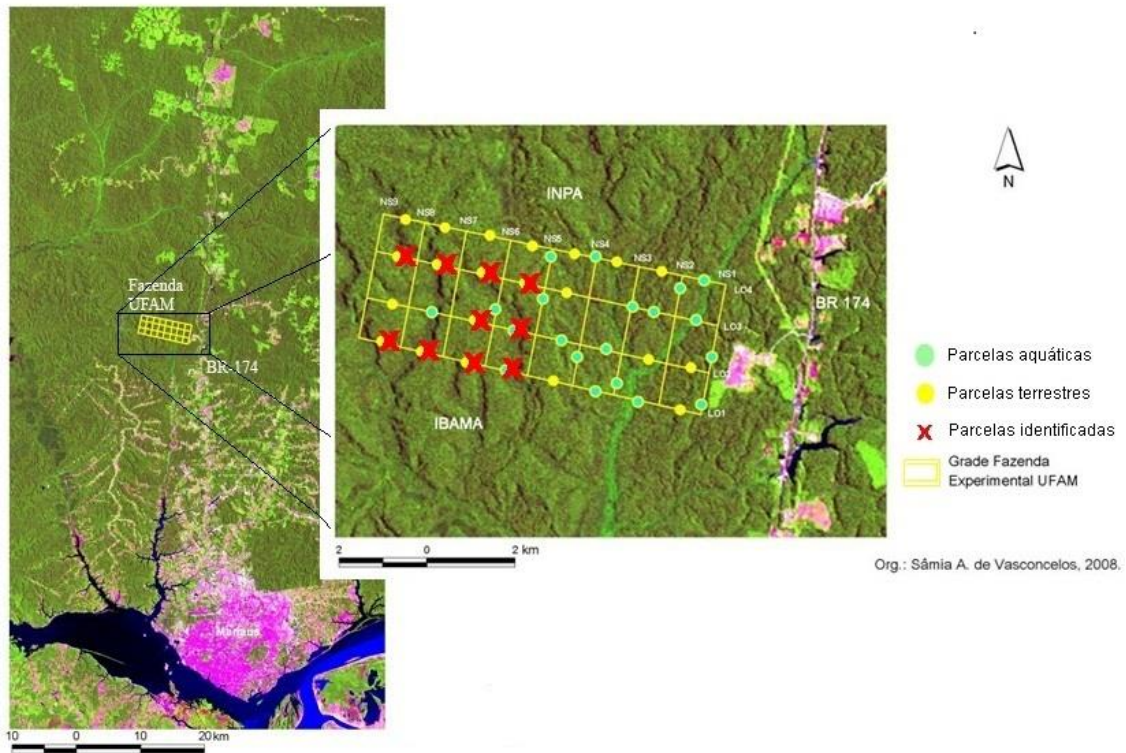 Fazenda
UFAM
BR-174
Manaus
10 0 10 20 km
INPA
NS9 NS8 NS7 NS6 NS5 NS4 NS3 NS2 NS1
LO4
LO3
LO2
LO1
IBAMA
BR 174
2 0 2 km
N
Parcelas aquáticas
Parcelas terrestres
Parcelas identificadas
Grade Fazenda
Experimental UFAM
Org.: Sâmia A. de Vasconcelos, 2008.